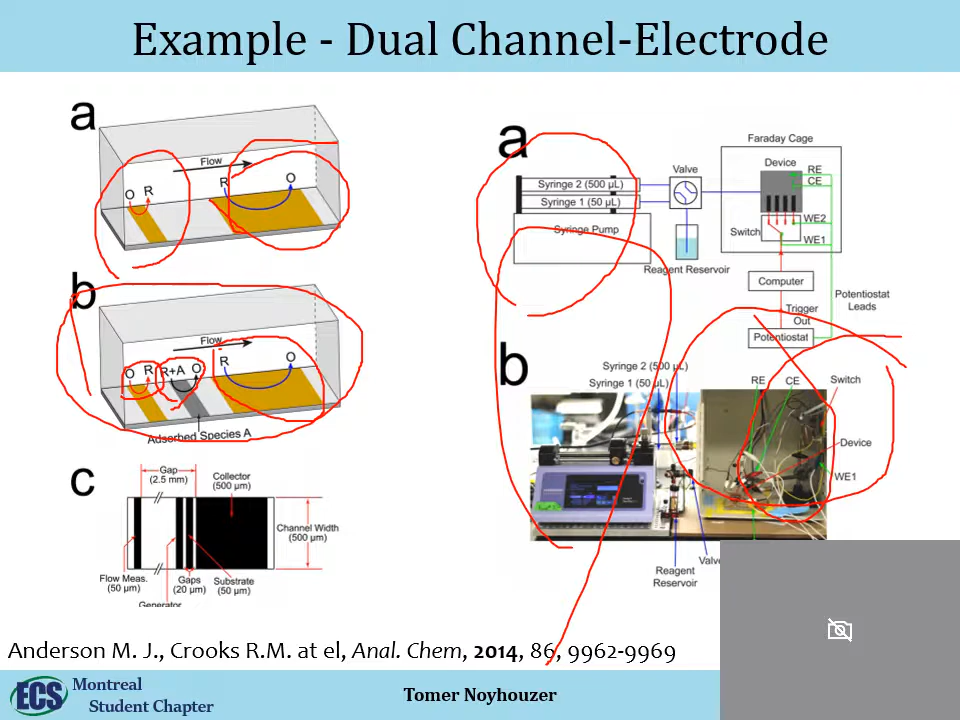 Example - Dual Channel-Electrode
a
Flow
O R
R O
b
Flow
O R R+A O
R O
Adsorbed Species A
c
Gap
(2.5 mm)
Collector
(500 μm)
Channel Width
(500 μm)
Flow Meas.
(50 μm)
Gaps
(20 μm)
Substrate
(50 μm)
Generator
a
Syringe 2 (500 μL)
Syringe 1 (50 μL)
Syringe Pump
Valve
Reagent Reservoir
Faraday Cage
Device
RE
CE
WE2
Switch
WE1
Computer
Trigger
Out
Potentiostat
Potentiostat
Leads
b
Syringe 2 (500 μL)
Syringe 1 (50 μL)
RE
CE
Switch
Device
WE1
Reagent
Reservoir
Valv
Anderson M. J., Crooks R.M. at el, Anal. Chem, 2014, 86, 9962-9969
ECS Montreal
Student Chapter
Tomer Noyhouzer